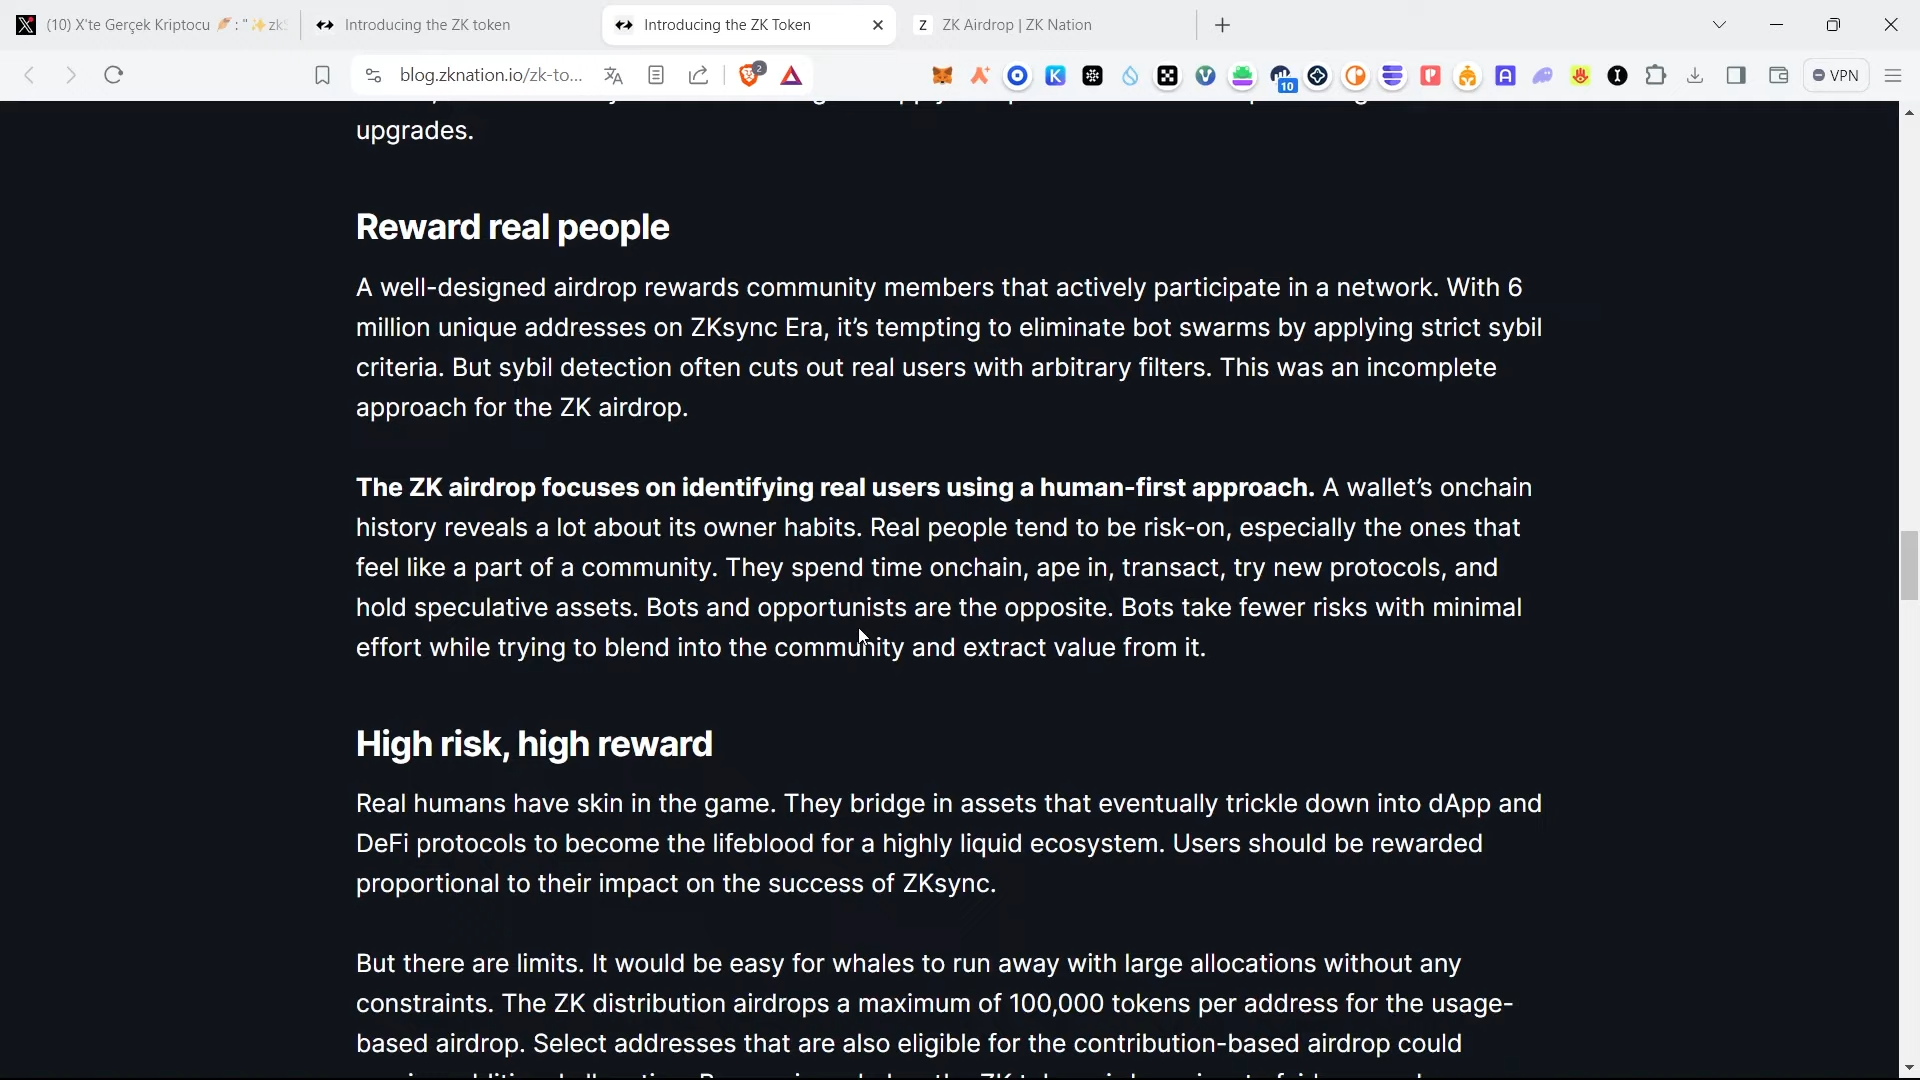 (10) X'te Gerçek Kriptocu 🪶: "✨zkS
Introducing the ZK token
Introducing the ZK Token
Z ZK Airdrop | ZK Nation
blog.zknation.io/zk-to...
2
10
VPN
upgrades.
Reward real people
A well-designed airdrop rewards community members that actively participate in a network. With 6
million unique addresses on ZKsync Era, it's tempting to eliminate bot swarms by applying strict sybil
criteria. But sybil detection often cuts out real users with arbitrary filters. This was an incomplete
approach for the ZK airdrop.
The ZK airdrop focuses on identifying real users using a human-first approach. A wallet's onchain
history reveals a lot about its owner habits. Real people tend to be risk-on, especially the ones that
feel like a part of a community. They spend time onchain, ape in, transact, try new protocols, and
hold speculative assets. Bots and opportunists are the opposite. Bots take fewer risks with minimal
effort while trying to blend into the community and extract value from it.
High risk, high reward
Real humans have skin in the game. They bridge in assets that eventually trickle down into dApp and
DeFi protocols to become the lifeblood for a highly liquid ecosystem. Users should be rewarded
proportional to their impact on the success of ZKsync.
But there are limits. It would be easy for whales to run away with large allocations without any
constraints. The ZK distribution airdrops a maximum of 100,000 tokens per address for the usage-
based airdrop. Select addresses that are also eligible for the contribution-based airdrop could